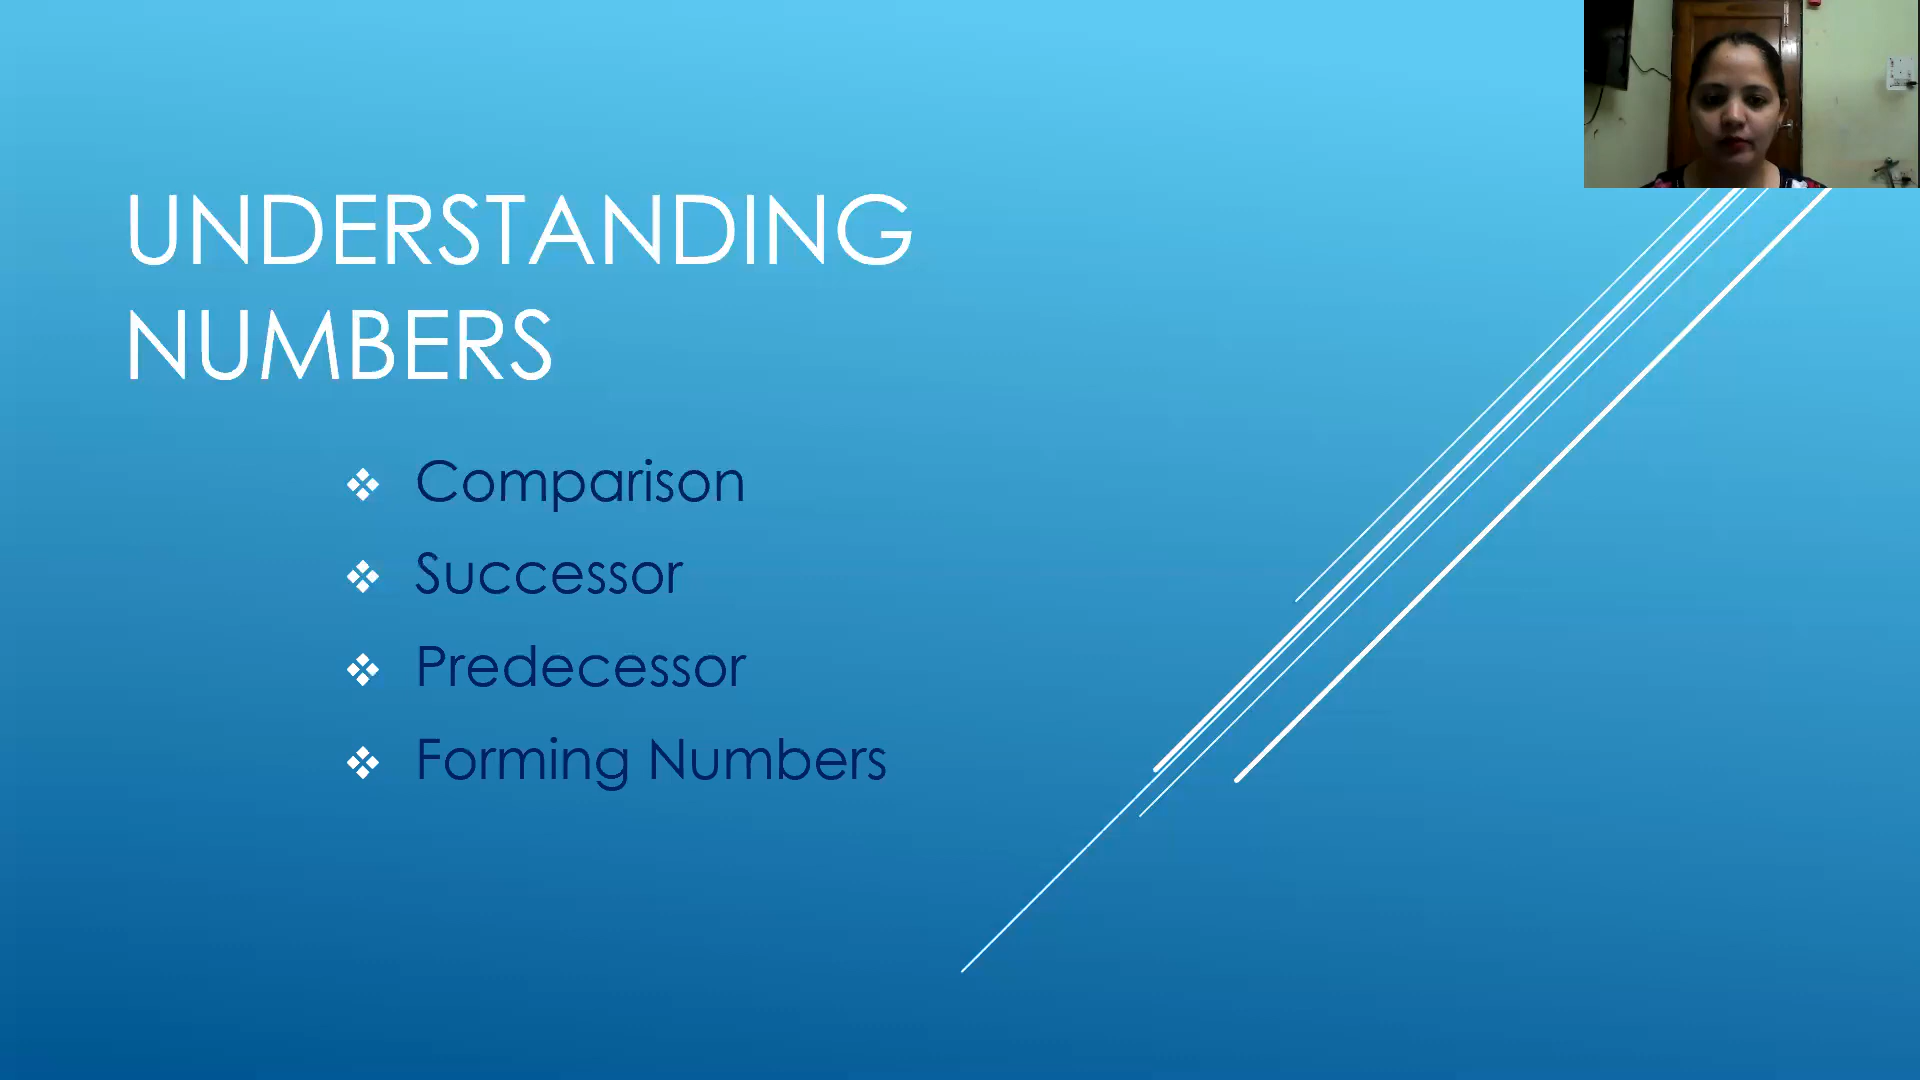 UNDERSTANDING
NUMBERS
Comparison
Successor
Predecessor
Forming Numbers